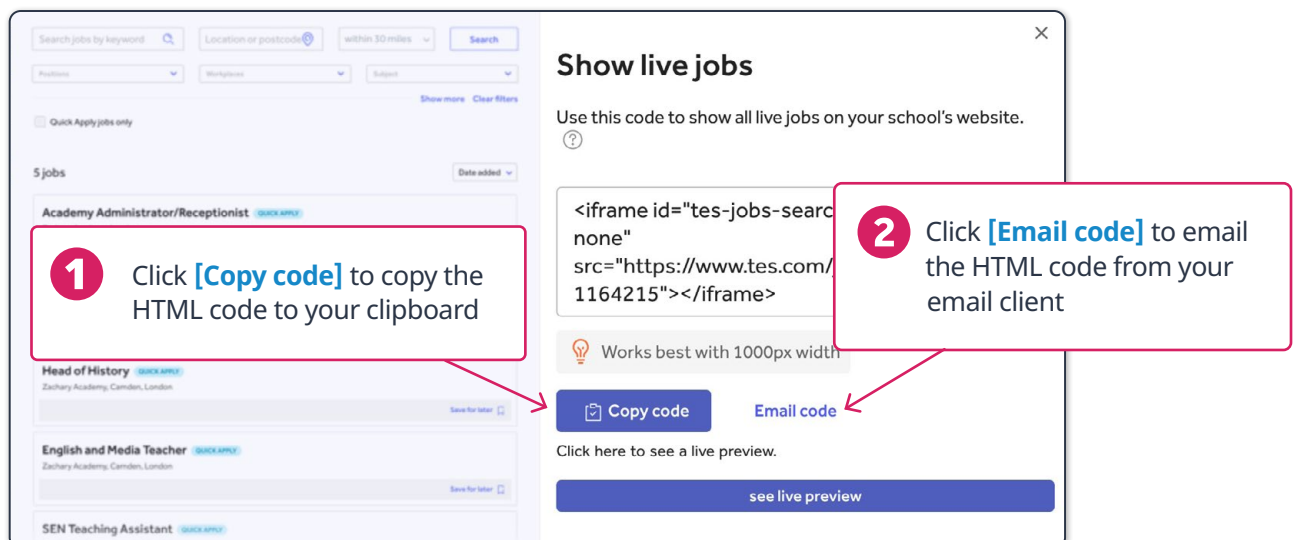 Search jobs by keyword
Location or postcode
within 30 miles
Search
Positions
Workplaces
Subject
Show more Clear filters
Quick Apply jobs only
5 jobs
Date added
Academy Administrator/Receptionist QUICK APPLY
1 Click [Copy code] to copy the
HTML code to your clipboard
Head of History QUICK APPLY
Zachary Academy, Camden, London
Save for later
English and Media Teacher QUICK APPLY
Zachary Academy, Camden, London
Save for later
SEN Teaching Assistant QUICK APPLY
Show live jobs
Use this code to show all live jobs on your school’s website.
?
<iframe id="tes-jobs-searc
none"
src="https://www.tes.com/
1164215"></iframe>
2 Click [Email code] to email
the HTML code from your
email client
Works best with 1000px width
Copy code
Email code
Click here to see a live preview.
see live preview